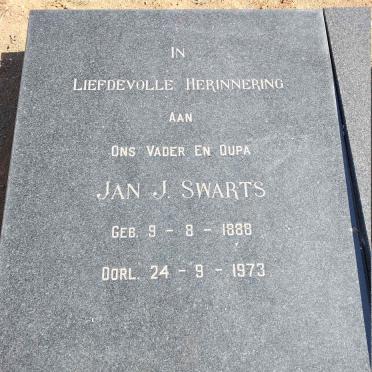 IN
LIEFDEVOLLE HERINNERING
AAN
ONS VADER EN OUPA
JAN J. SWARTS
GEB. 9 - 8 - 1888
OORL. 24 - 9 - 1973